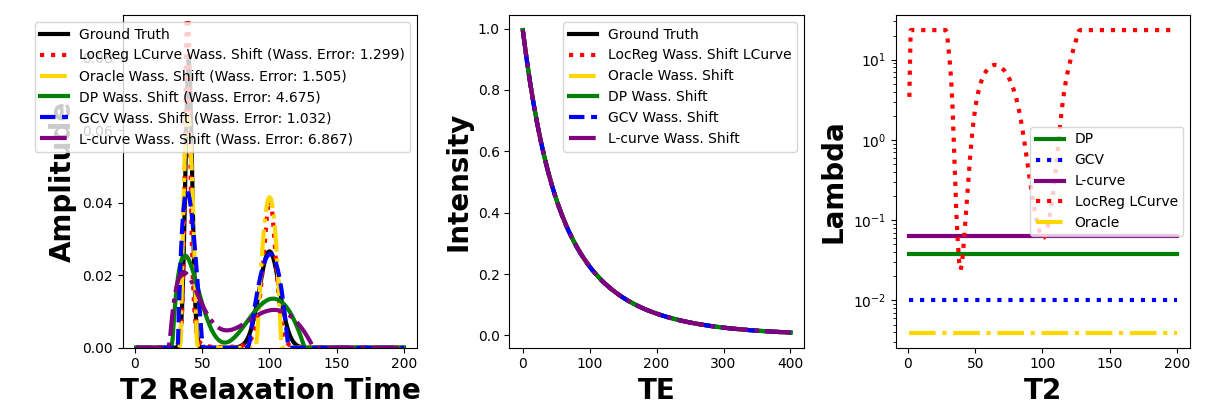 Ground Truth
LocReg LCurve Wass. Shift (Wass. Error: 1.299)
Oracle Wass. Shift (Wass. Error: 1.505)
DP Wass. Shift (Wass. Error: 4.675)
GCV Wass. Shift (Wass. Error: 1.032)
L-curve Wass. Shift (Wass. Error: 6.867)
Amplitude
0.08
0.06
0.04
0.02
0.00
0
50
100
150
200
T2 Relaxation Time
Ground Truth
LocReg Wass. Shift LCurve
Oracle Wass. Shift
DP Wass. Shift
GCV Wass. Shift
L-curve Wass. Shift
Intensity
1.0
0.8
0.6
0.4
0.2
0.0
0
100
200
300
400
TE
DP
GCV
L-curve
LocReg LCurve
Oracle
Lambda
10¹
10⁰
10⁻¹
10⁻²
0
50
100
150
200
T2